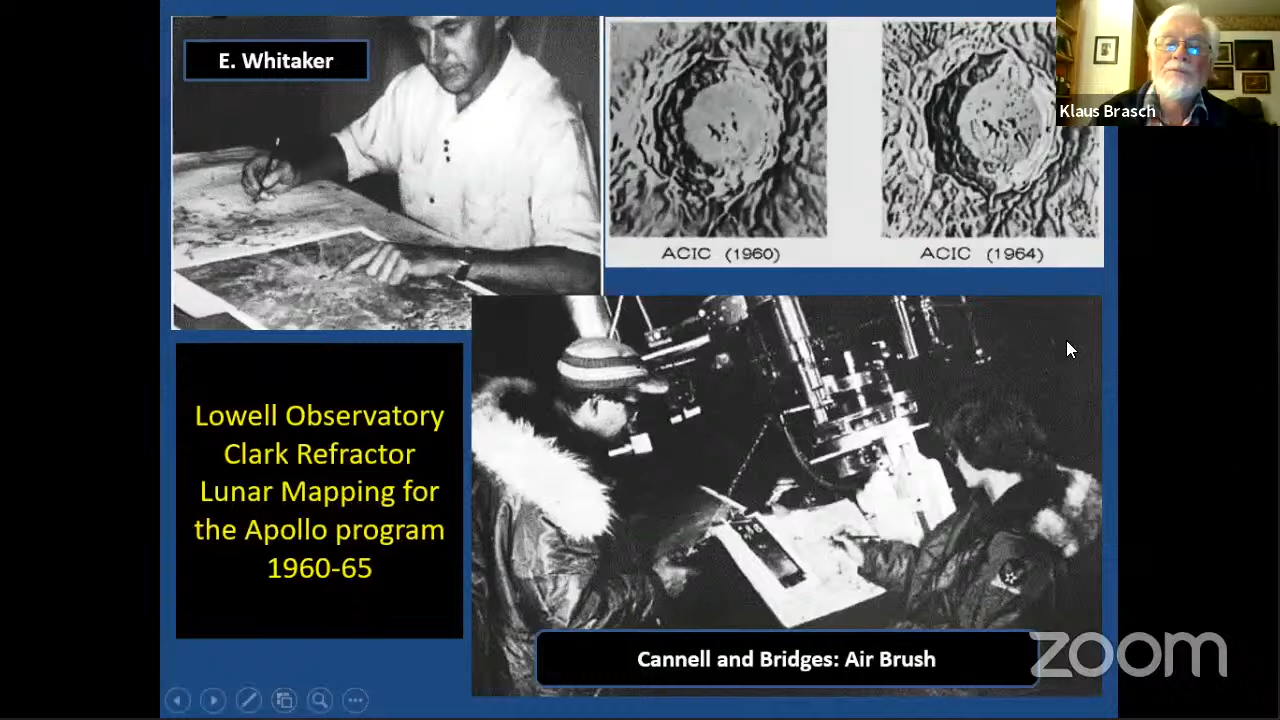 E. Whitaker
ACIC (1960)
ACIC (1964)
Klaus Brasch
Lowell Observatory
Clark Refractor
Lunar Mapping for
the Apollo program
1960-65
Cannell and Bridges: Air Brush
zoom